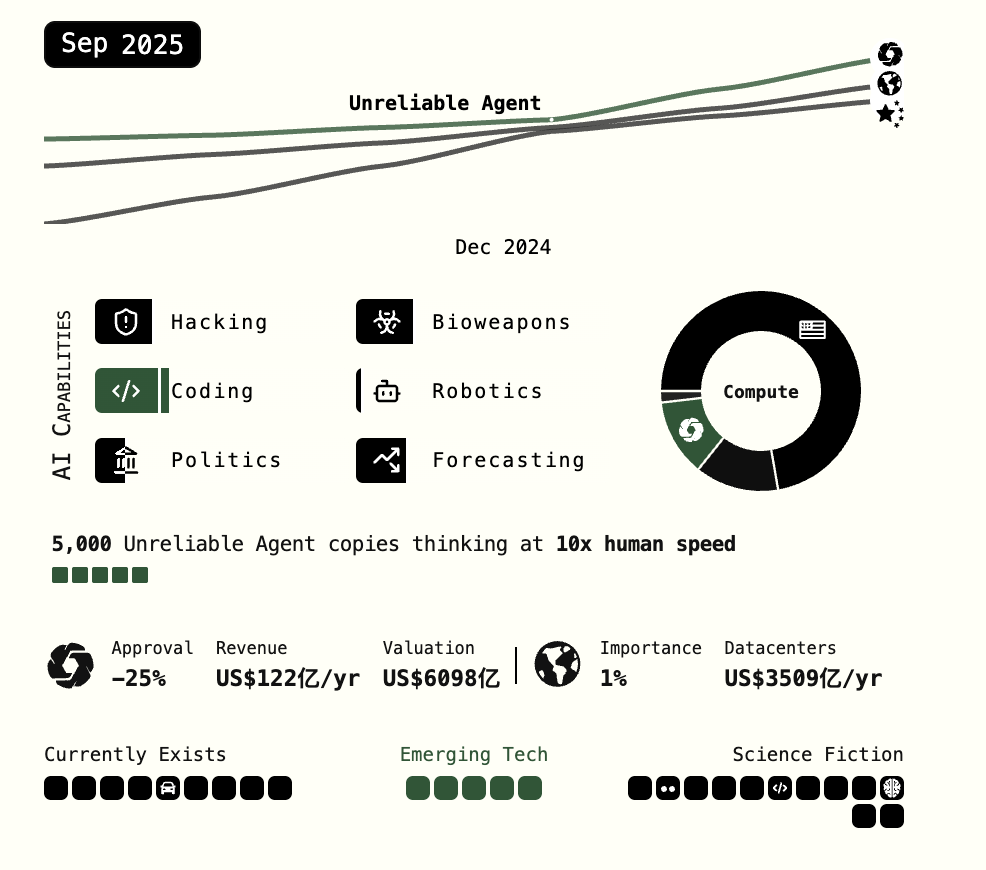 Sep 2025
Unreliable Agent
Dec 2024
AI CAPABILITIES
Hacking
Bioweapons
Coding
Robotics
Politics
Forecasting
Compute
5,000 Unreliable Agent copies thinking at 10x human speed
Approval Revenue Valuation Importance Datacenters
−25% US$122亿/yr US$6098亿 1% US$3509亿/yr
Currently Exists Emerging Tech Science Fiction